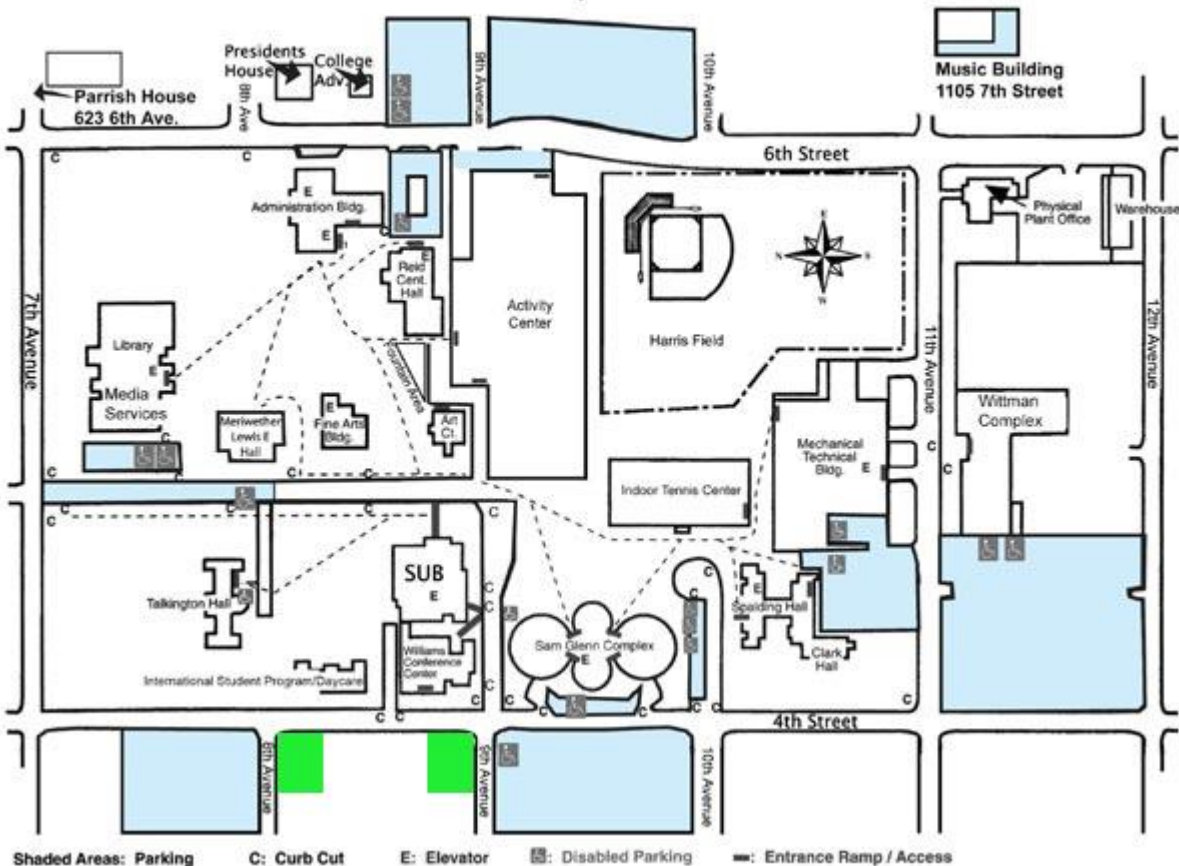 Presidents
House
College
Adv.
Parrish House
623 6th Ave.
8th Ave
9th Avenue
10th Avenue
Music Building
1105 7th Street
6th Street
C
C
E
Administration Bldg.
E
E
Reid
Cent.
Hall
Activity
Center
E
N
S
W
Harris Field
Physical
Plant Office
Warehouse
7th Avenue
11th Avenue
12th Avenue
Library
E
Media
Services
Fountain Area
Meriwether
Lewis
Hall
E
Fine Arts
Bldg.
Art
Ct.
Mechanical
Technical
Bldg.
E
Wittman
Complex
C
C
C
C
C
C
C
Indoor Tennis Center
C
C
C
C
C
SUB
E
Talkington Hall
C
C
C
E
Spalding Hall
Sam Glenn Complex
E
Williams
Conference
Center
Clark
Hall
International Student Program/Daycare
C
C
C
C
C
C
C
C
C
4th Street
8th Avenue
9th Avenue
10th Avenue
Shaded Areas: Parking
C: Curb Cut
E: Elevator
: Disabled Parking
: Entrance Ramp / Access